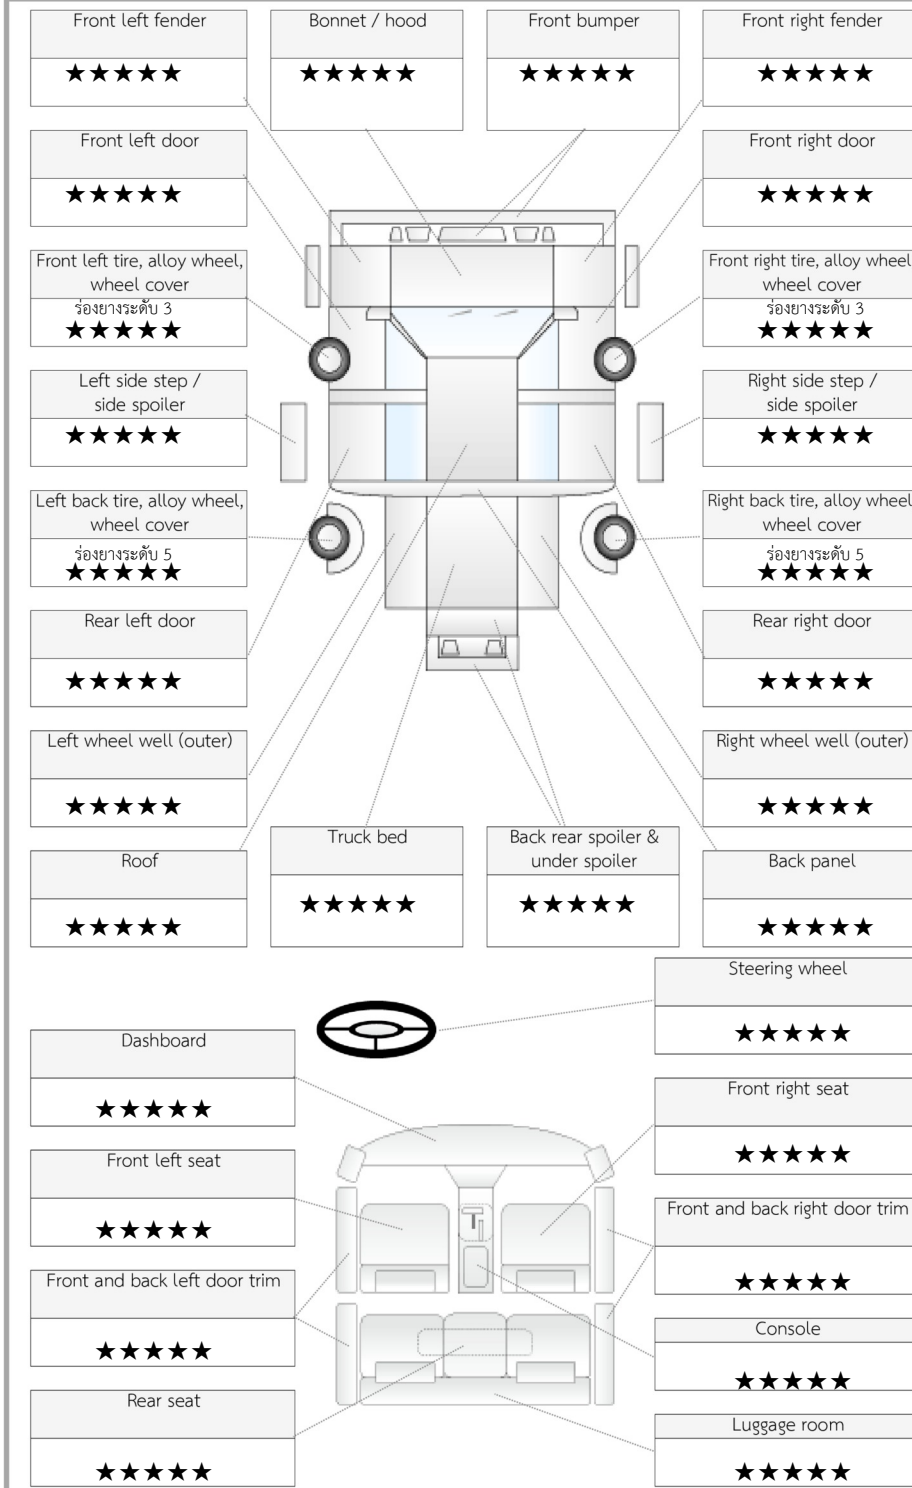 Front left fender
★★★★★
Bonnet / hood
★★★★★
Front bumper
★★★★★
Front right fender
★★★★★
Front left door
★★★★★
Front right door
★★★★★
Front left tire, alloy wheel,
wheel cover
ร่องยางระดับ 3
★★★★★
Front right tire, alloy wheel
wheel cover
ร่องยางระดับ 3
★★★★★
Left side step /
side spoiler
★★★★★
Right side step /
side spoiler
★★★★★
Left back tire, alloy wheel,
wheel cover
ร่องยางระดับ 5
★★★★★
Right back tire, alloy wheel
wheel cover
ร่องยางระดับ 5
★★★★★
Rear left door
★★★★★
Rear right door
★★★★★
Left wheel well (outer)
★★★★★
Right wheel well (outer)
★★★★★
Roof
★★★★★
Truck bed
★★★★★
Back rear spoiler &
under spoiler
★★★★★
Back panel
★★★★★
Steering wheel
★★★★★
Dashboard
★★★★★
Front right seat
★★★★★
Front left seat
★★★★★
Front and back right door trim
★★★★★
Front and back left door trim
★★★★★
Console
★★★★★
Rear seat
★★★★★
Luggage room
★★★★★